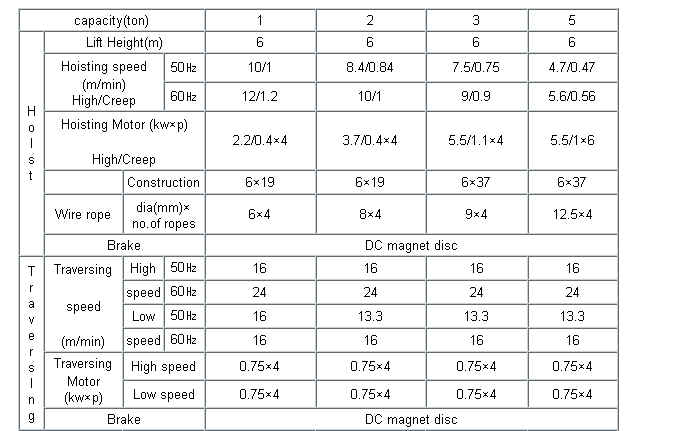 capacity(ton) 1 2 3 5
Holst
Lift Height(m) 6 6 6 6
Hoisting speed (m/min) High/Creep 50Hz 10/1 8.4/0.84 7.5/0.75 4.7/0.47
60Hz 12/1.2 10/1 9/0.9 5.6/0.56
Hoisting Motor (kw×p) High/Creep 2.2/0.4×4 3.7/0.4×4 5.5/1.1×4 5.5/1×6
Construction 6×19 6×19 6×37 6×37
Wire rope dia(mm)× no.of ropes 6×4 8×4 9×4 12.5×4
Brake DC magnet disc
TraversIng
Traversing speed (m/min) High speed 50Hz 16 16 16 16
60Hz 24 24 24 24
Low speed 50Hz 16 13.3 13.3 13.3
60Hz 16 16 16 16
Traversing Motor (kw×p) High speed 0.75×4 0.75×4 0.75×4 0.75×4
Low speed 0.75×4 0.75×4 0.75×4 0.75×4
Brake DC magnet disc